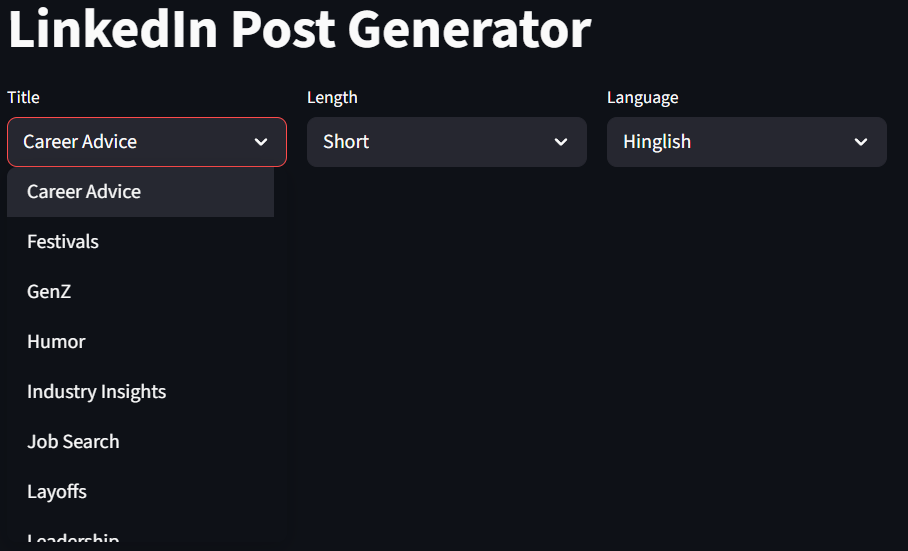 LinkedIn Post Generator
Title Length Language
Career Advice Short Hinglish
Career Advice
Festivals
GenZ
Humor
Industry Insights
Job Search
Layoffs
Leadership